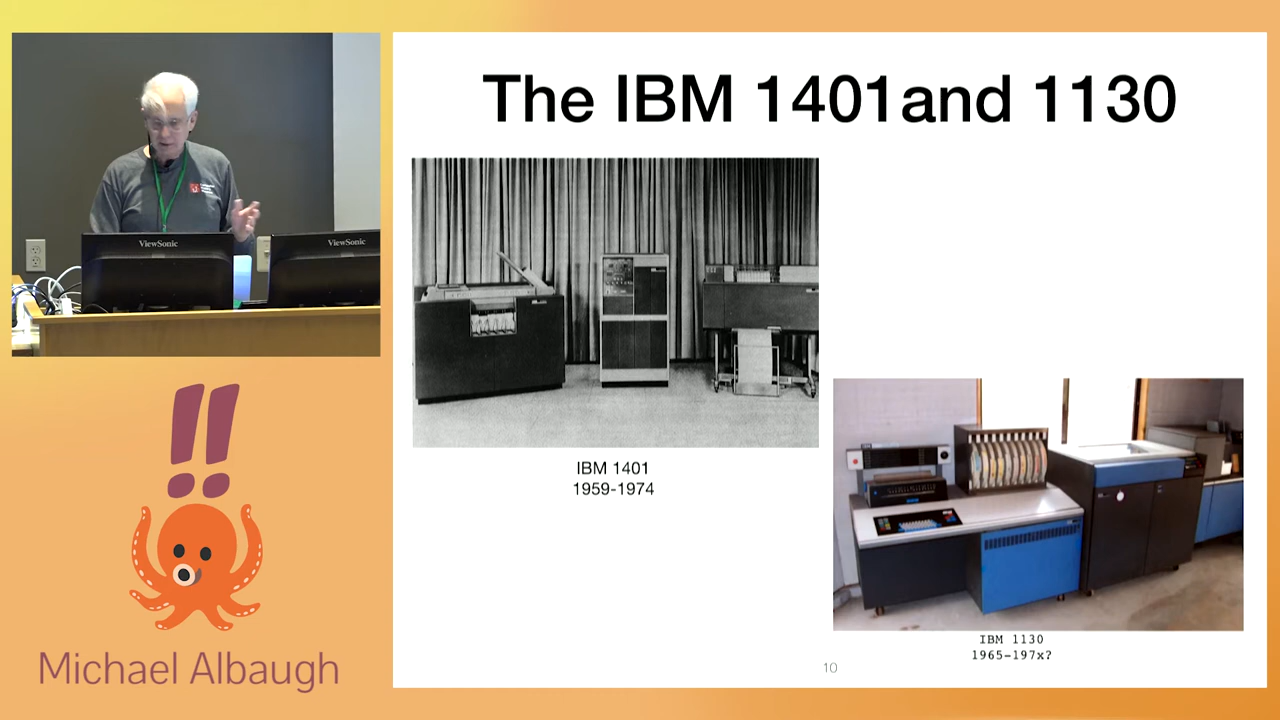 The IBM 1401and 1130
ViewSonic
ViewSonic
IBM 1401
1959-1974
IBM 1130
1965-197x?
10
!!
Michael Albaugh